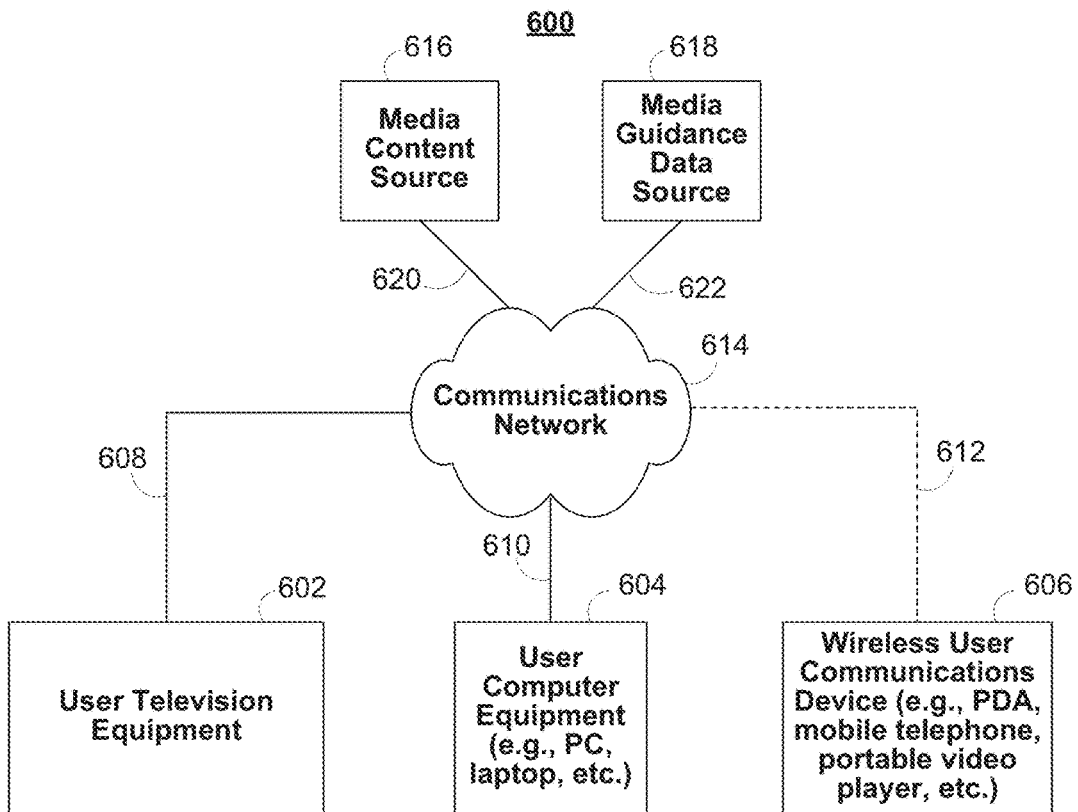 600
616
618
Media
Content
Source
Media
Guidance
Data
Source
620
622
614
Communications
Network
608
612
610
602
604
606
User Television
Equipment
User
Computer
Equipment
(e.g., PC,
laptop, etc.)
Wireless User
Communications
Device (e.g., PDA,
mobile telephone,
portable video
player, etc.)